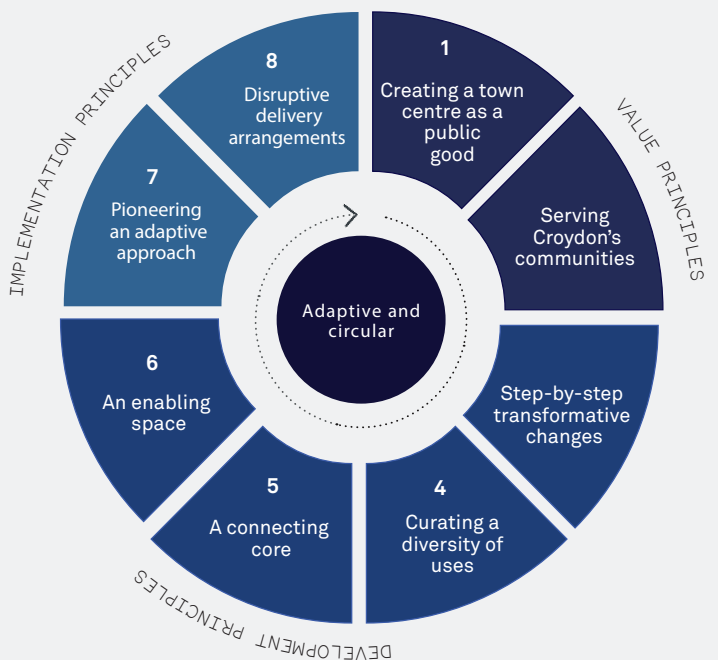 VALUE PRINCIPLES
1
Creating a town
centre as a
public
good
Serving
Croydon's
communities
DEVELOPMENT PRINCIPLES
Step-by-step
transformative
changes
4
Curating a
diversity of
uses
5
A connecting
core
6
An enabling
space
IMPLEMENTATION PRINCIPLES
7
Pioneering
an adaptive
approach
8
Disruptive
delivery
arrangements
Adaptive and
circular